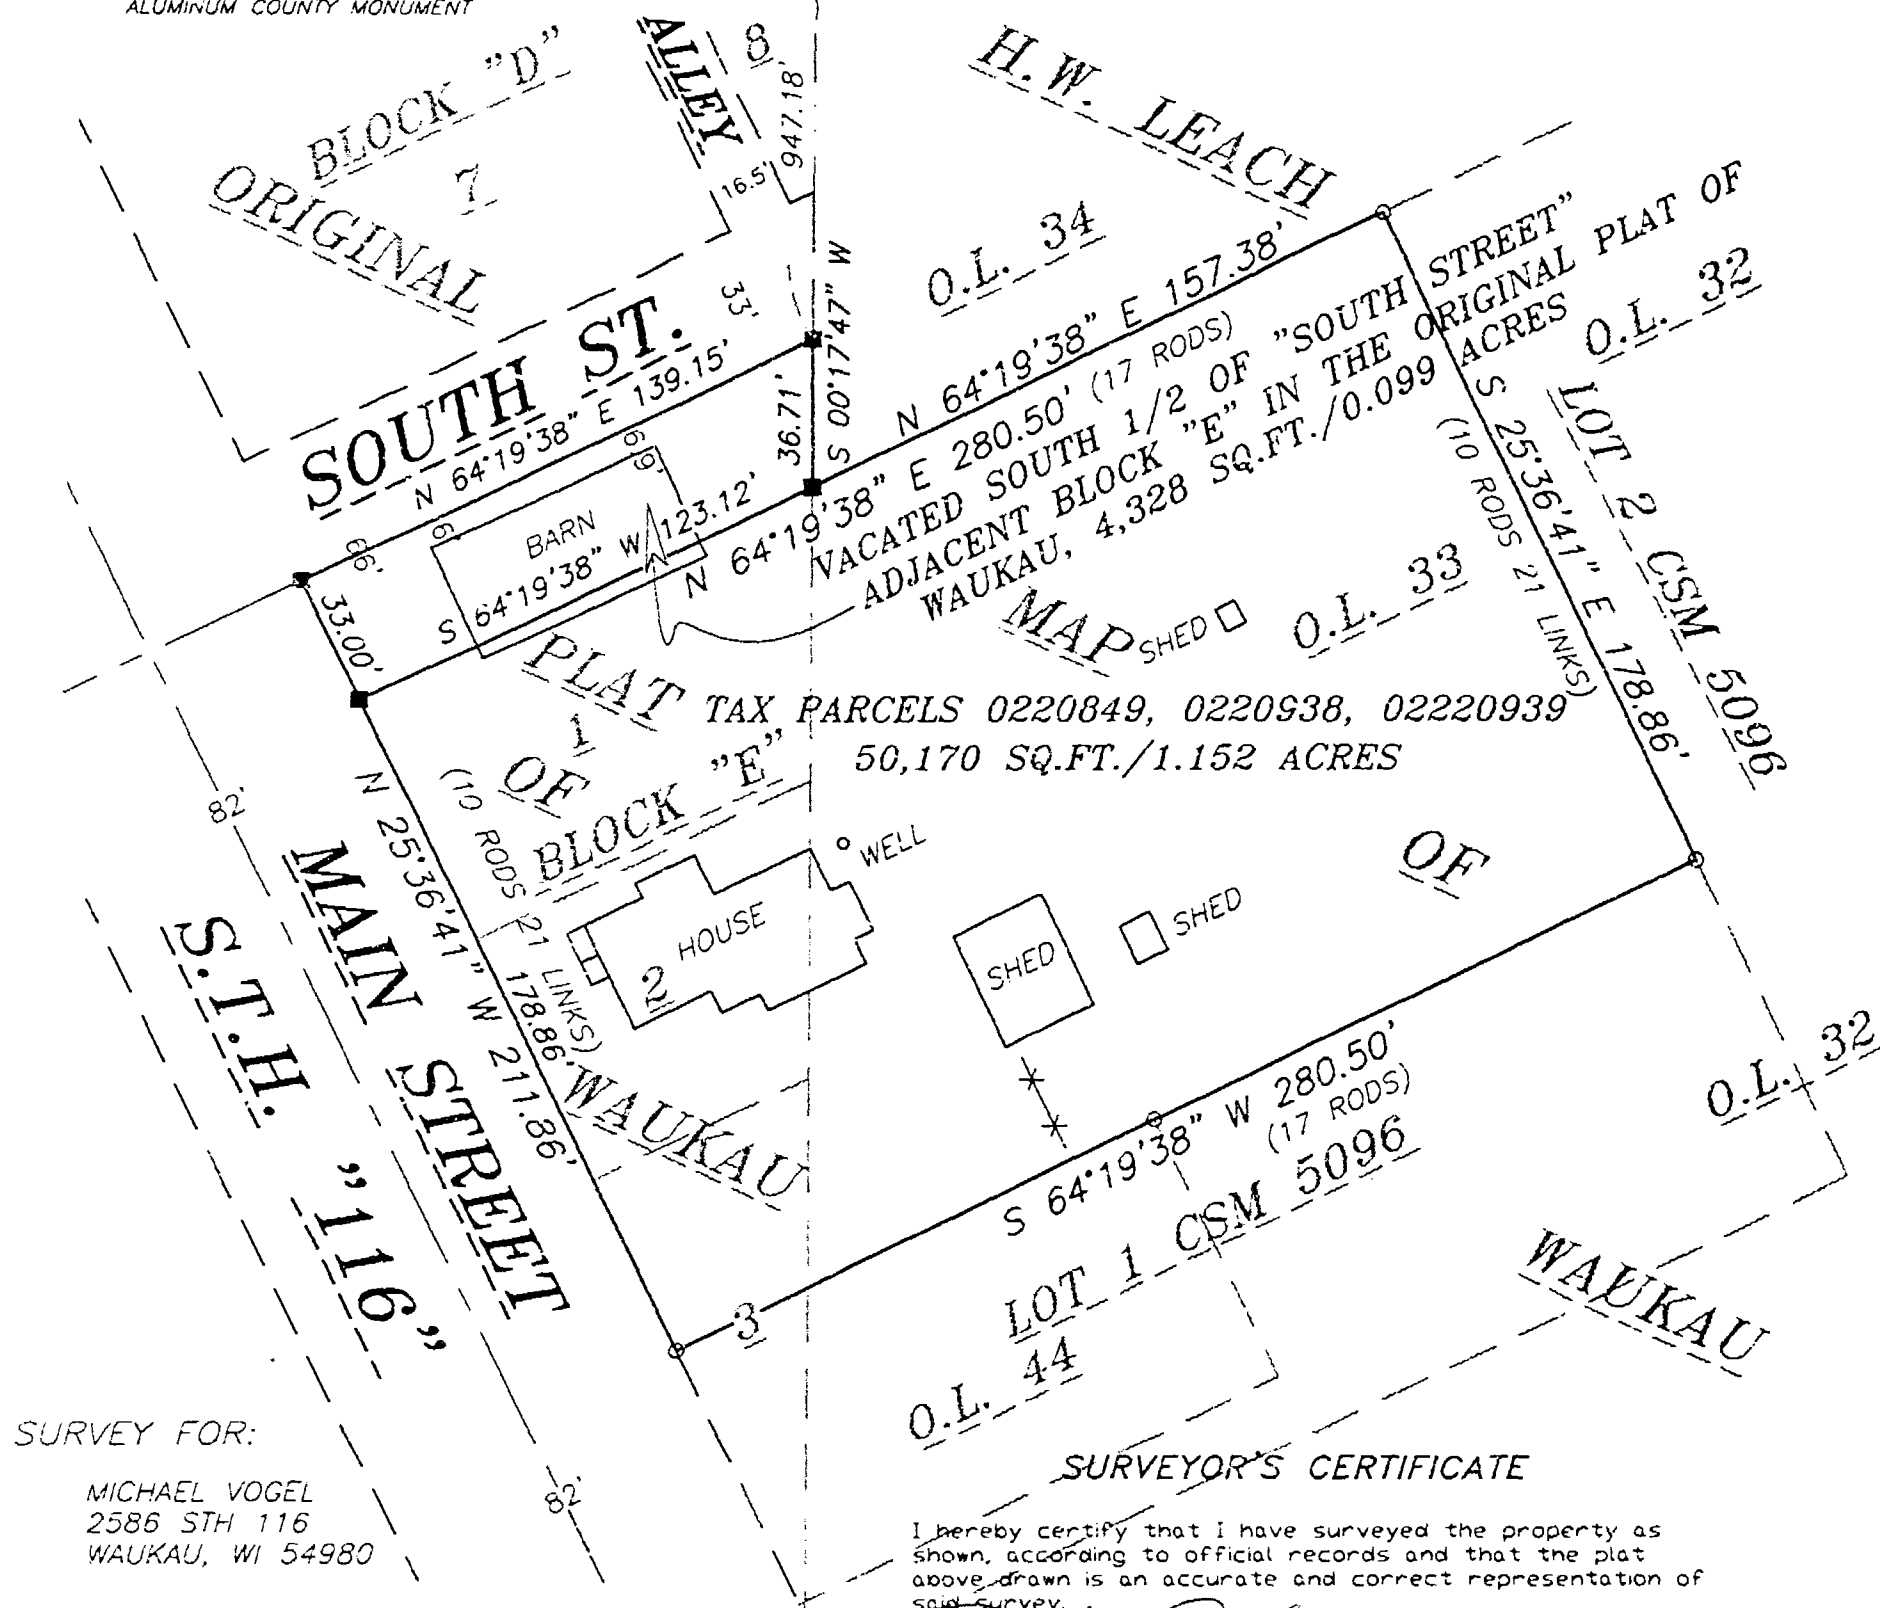 ALUMINUM COUNTY MONUMENT
BLOCK "D"
7
ALLEY
8
947.18'
16.5'
H.W. LEACH
ORIGINAL
O.L. 34
33'
SOUTH ST.
N 64°19'38" E 139.15'
36.71'
S 00°17'47" W
N 64°19'38" E 157.38'
N 64°19'38" E 280.50' (17 RODS)
VACATED SOUTH 1/2 OF "SOUTH STREET"
ADJACENT BLOCK "E" IN THE ORIGINAL PLAT OF
WAUKAU, 4,328 SQ.FT./0.099 ACRES
O.L. 32
LOT 2 CSM 5096
S 25°36'41" E 178.86'
(10 RODS 21 LINKS)
66'
33.00'
BARN
S 64°19'38" W 123.12'
MAP
SHED
O.L. 33
PLAT
1
OF
BLOCK "E"
TAX PARCELS 0220849, 0220938, 02220939
50,170 SQ.FT./1.152 ACRES
82'
MAIN STREET
S.T.H. "116"
N 25°36'41" W 211.86'
(10 RODS 21 LINKS)
178.86'
HOUSE
2
WELL
SHED
SHED
OF
WAUKAU
S 64°19'38" W 280.50'
(17 RODS)
LOT 1 CSM 5096
O.L. 44
O.L. 32
WAUKAU
3
82'
SURVEY FOR:
MICHAEL VOGEL
2586 STH 116
WAUKAU, WI 54980
SURVEYOR'S CERTIFICATE
I hereby certify that I have surveyed the property as
shown, according to official records and that the plat
above drawn is an accurate and correct representation of
said survey.